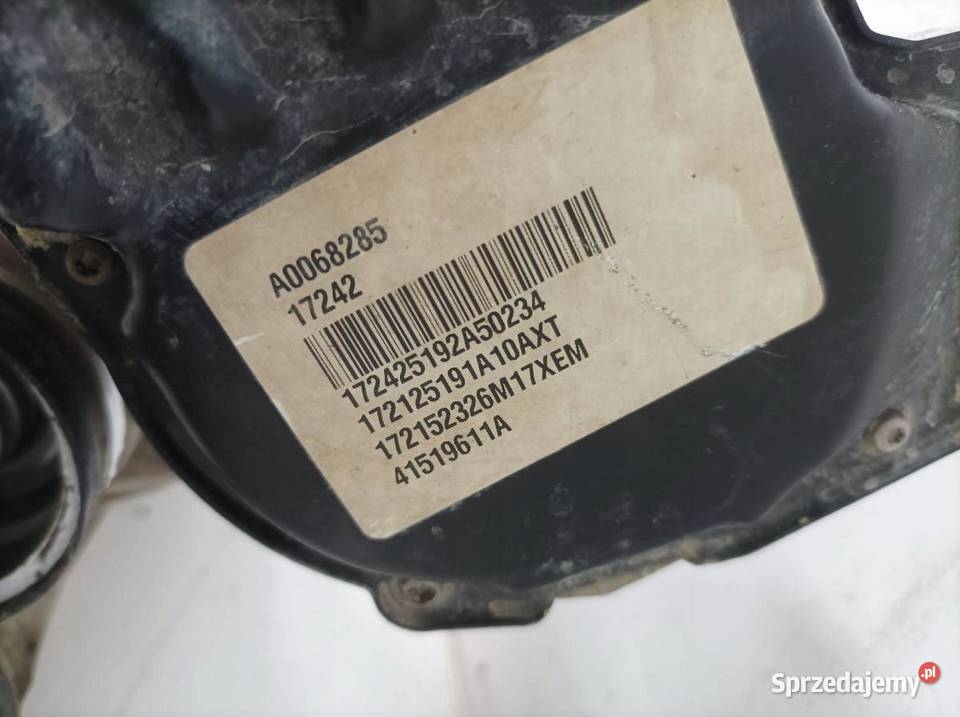 A0068285
17242
172425192A50234
172125191A10AXT
172152326M17XEM
41519611A
Sprzedajemy.pl